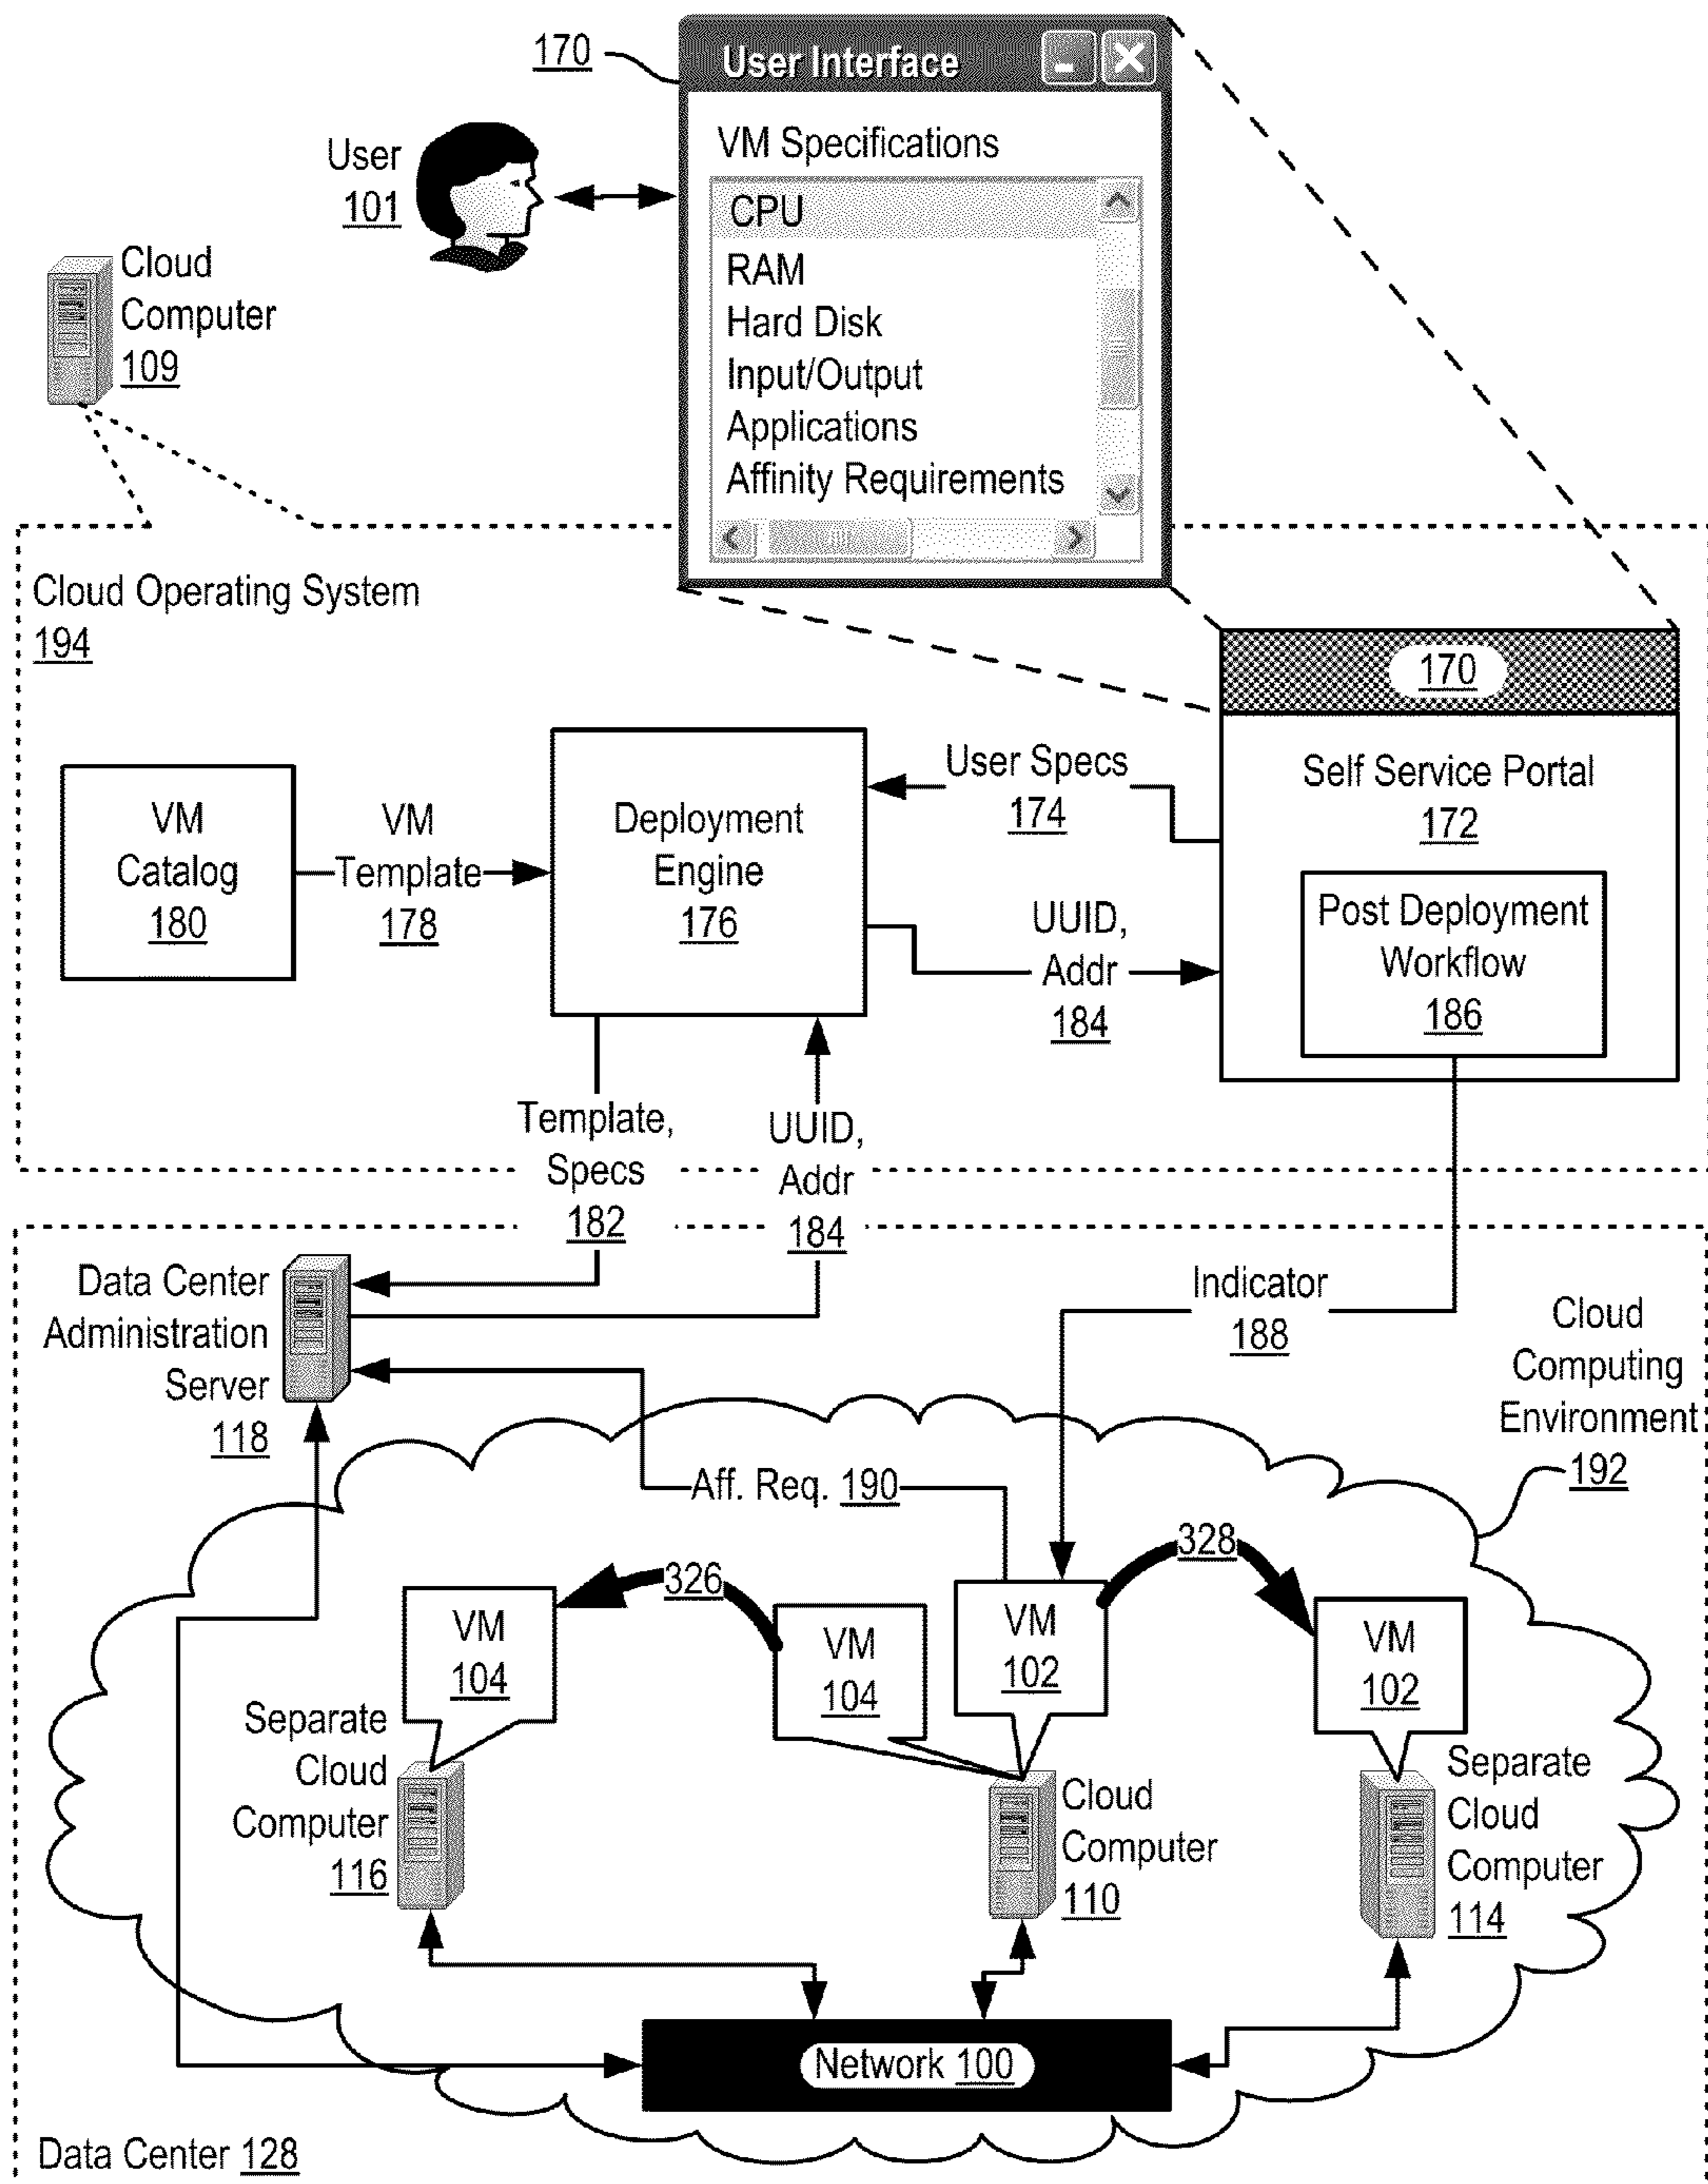 170
User Interface
VM Specifications
CPU
RAM
Hard Disk
Input/Output
Applications
Affinity Requirements
User
101
Cloud
Computer
109
Cloud Operating System
194
170
Self Service Portal
172
Post Deployment
Workflow
186
VM
Catalog
180
VM
Template
178
Deployment
Engine
176
User Specs
174
UUID,
Addr
184
Template,
Specs
182
UUID,
Addr
184
Data Center
Administration
Server
118
Indicator
188
Cloud
Computing
Environment
192
Aff. Req. 190
326
328
VM
104
VM
104
VM
102
VM
102
Separate
Cloud
Computer
116
Cloud
Computer
110
Separate
Cloud
Computer
114
Network 100
Data Center 128